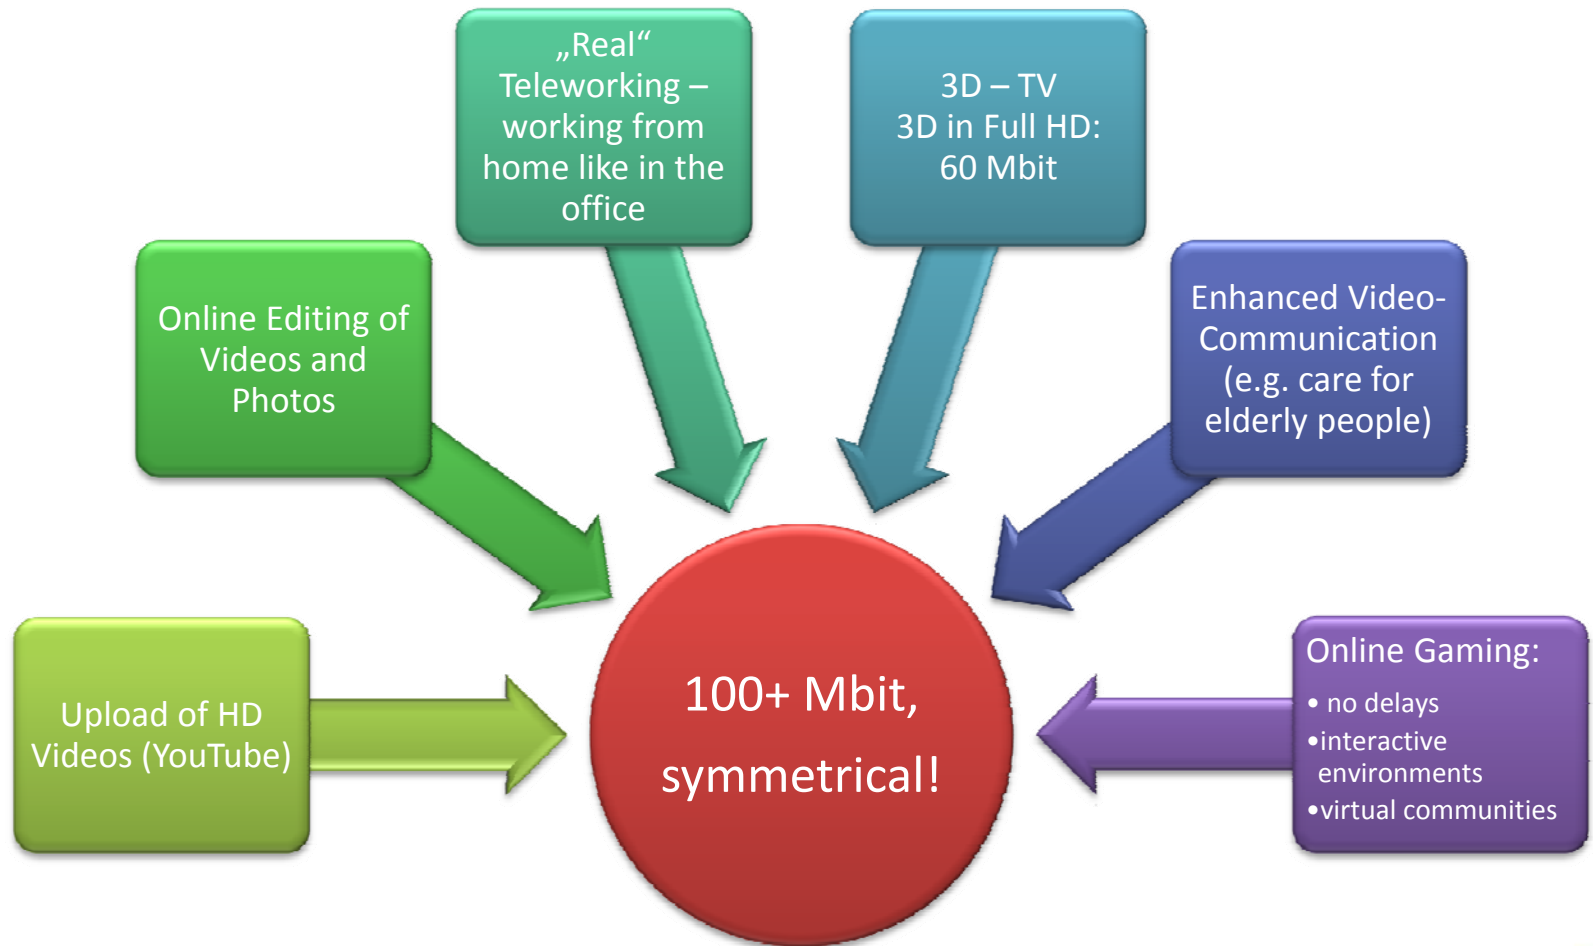 „Real“
Teleworking –
working from
home like in the
office
3D – TV
3D in Full HD:
60 Mbit
Online Editing of
Videos and
Photos
Enhanced Video-
Communication
(e.g. care for
elderly people)
Upload of HD
Videos (YouTube)
100+ Mbit,
symmetrical!
Online Gaming:
• no delays
•interactive
environments
•virtual communities